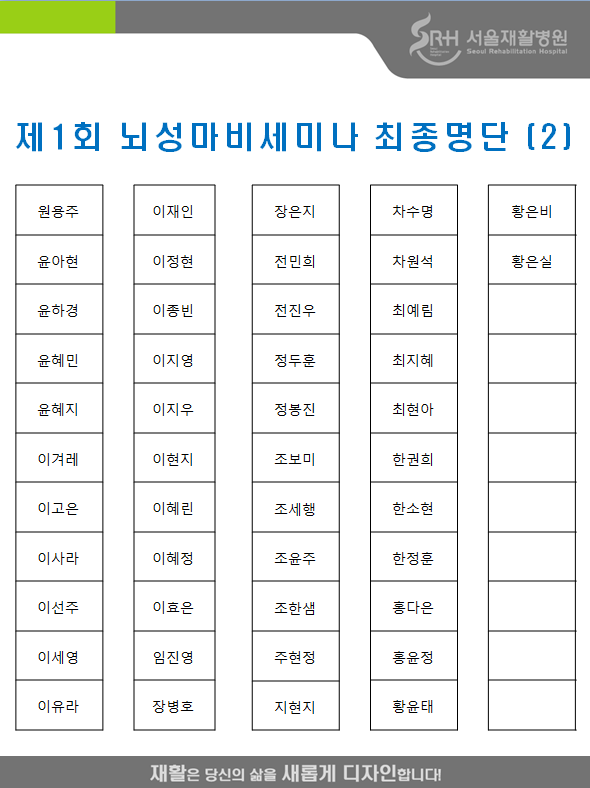 SRH 서울재활병원
Seoul Rehabilitation Hospital
제1회 뇌성마비세미나 최종명단 (2)
원용주 이재인 장은지 차수명 황은비
윤아현 이정현 전민희 차원석 황은실
윤하경 이종빈 전진우 최예림
윤혜민 이지영 정두훈 최지혜
윤혜지 이지우 정봉진 최현아
이겨레 이현지 조보미 한권희
이고은 이혜린 조세행 한소현
이사라 이혜정 조윤주 한정훈
이선주 이효은 조한샘 홍다은
이세영 임진영 주현정 홍윤정
이유라 장병호 지현지 황윤태
재활은 당신의 삶을 새롭게 디자인합니다!